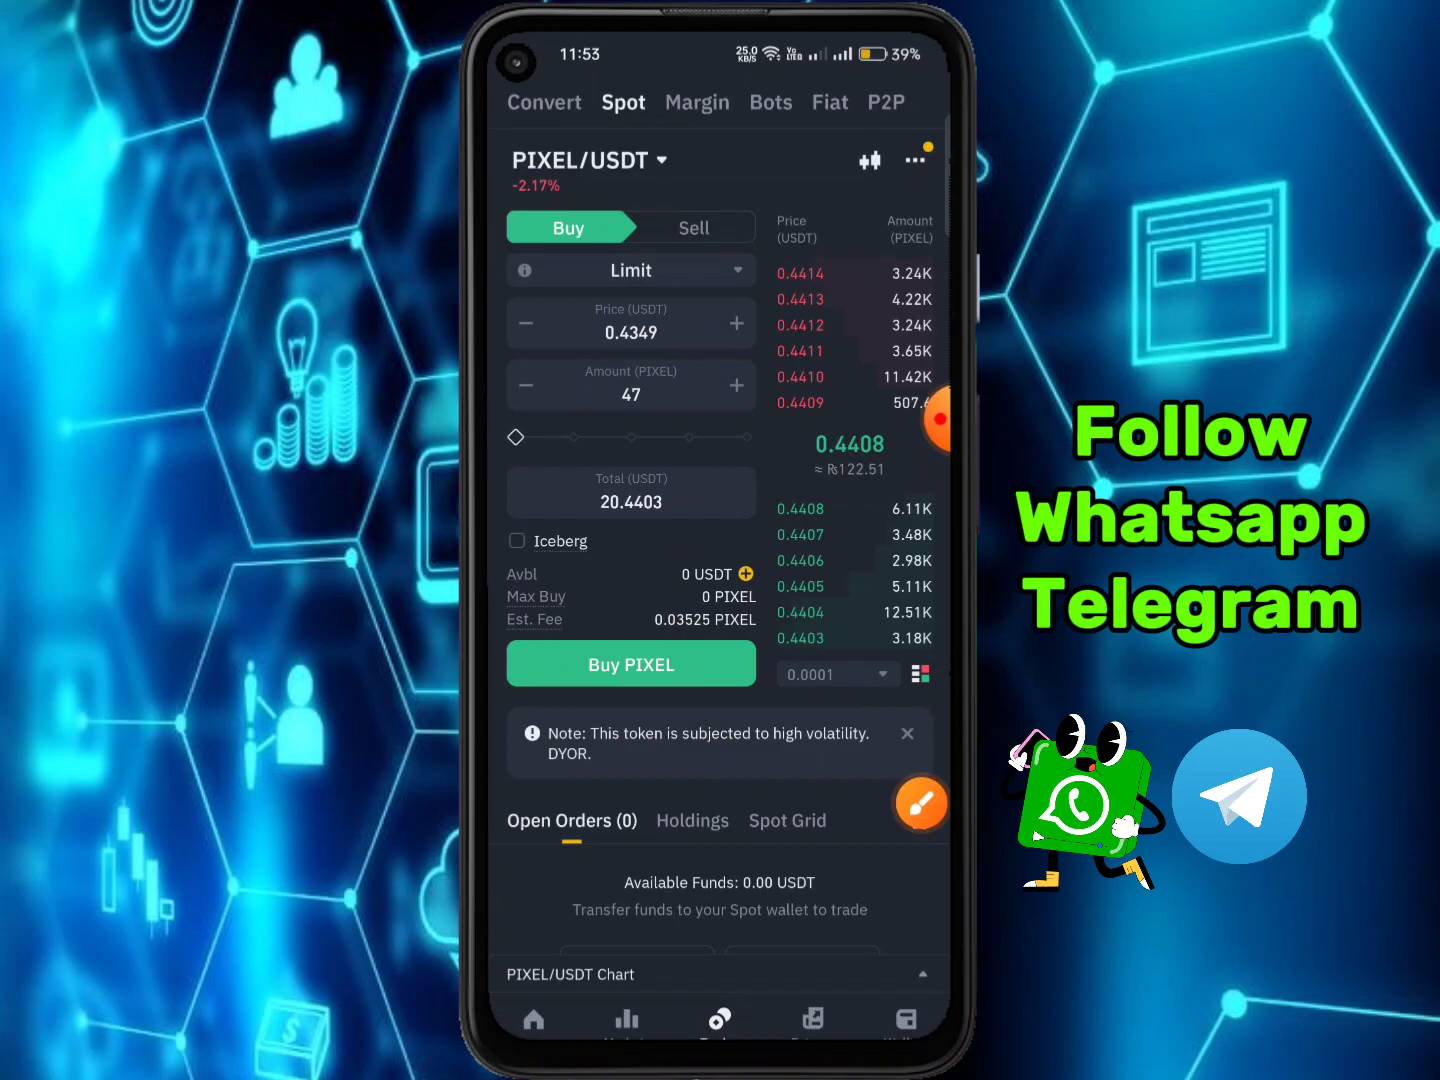 11:53
25.0 KB/S
Vo LTE
39%
Convert Spot Margin Bots Fiat P2P
PIXEL/USDT
-2.17%
Buy Sell
Price (USDT) Amount (PIXEL)
Limit
Price (USDT)
0.4349
Amount (PIXEL)
47
0.4414 3.24K
0.4413 4.22K
0.4412 3.24K
0.4411 3.65K
0.4410 11.42K
0.4409 507.
0.4408
≈ ₨122.51
Total (USDT)
20.4403
Iceberg
Avbl 0 USDT
Max Buy 0 PIXEL
Est. Fee 0.03525 PIXEL
Buy PIXEL
0.4408 6.11K
0.4407 3.48K
0.4406 2.98K
0.4405 5.11K
0.4404 12.51K
0.4403 3.18K
0.0001
Note: This token is subjected to high volatility.
DYOR.
Open Orders (0) Holdings Spot Grid
Available Funds: 0.00 USDT
Transfer funds to your Spot wallet to trade
PIXEL/USDT Chart
Follow
Whatsapp
Telegram